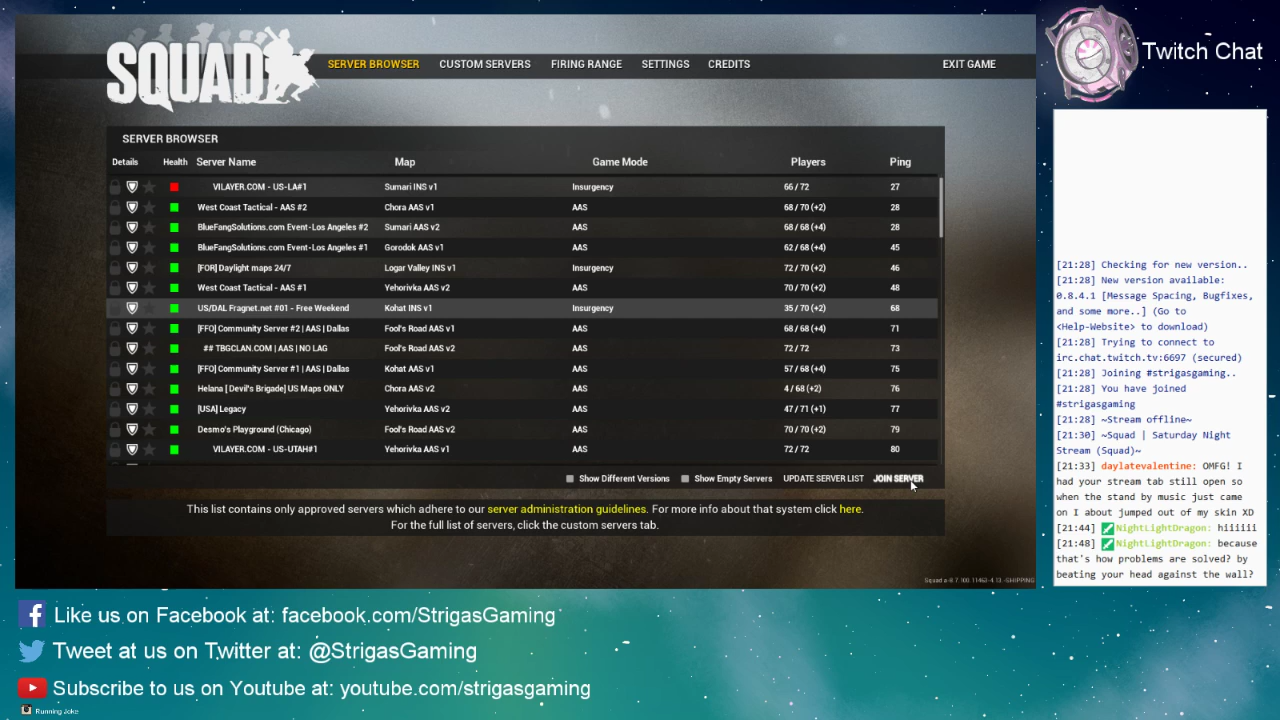 SQUAD
SERVER BROWSER CUSTOM SERVERS FIRING RANGE SETTINGS CREDITS EXIT GAME
SERVER BROWSER
Details Health Server Name Map Game Mode Players Ping
VILAYER.COM - US-LA#1 Sumari INS v1 Insurgency 66 / 72 27
West Coast Tactical - AAS #2 Chora AAS v1 AAS 68 / 70 (+2) 28
BlueFangSolutions.com Event-Los Angeles #2 Sumari AAS v2 AAS 68 / 68 (+4) 28
BlueFangSolutions.com Event-Los Angeles #1 Gorodok AAS v1 AAS 62 / 68 (+4) 45
[FOR] Daylight maps 24/7 Logar Valley INS v1 Insurgency 72 / 70 (+2) 46
West Coast Tactical - AAS #1 Yehorivka AAS v2 AAS 70 / 70 (+2) 48
US/DAL Fragnet.net #01 - Free Weekend Kohat INS v1 Insurgency 35 / 70 (+2) 68
[FFO] Community Server #2 | AAS | Dallas Fool's Road AAS v1 AAS 68 / 68 (+4) 71
## TBGCLAN.COM | AAS | NO LAG Fool's Road AAS v2 AAS 72 / 72 73
[FFO] Community Server #1 | AAS | Dallas Kohat AAS v1 AAS 57 / 68 (+4) 75
Helana [ Devil's Brigade] US Maps ONLY Chora AAS v2 AAS 4 / 68 (+2) 76
[USA] Legacy Yehorivka AAS v2 AAS 47 / 71 (+1) 77
Desmo's Playground (Chicago) Fool's Road AAS v2 AAS 70 / 70 (+2) 79
VILAYER.COM - US-UTAH#1 Yehorivka AAS v1 AAS 72 / 72 80
Show Different Versions Show Empty Servers UPDATE SERVER LIST JOIN SERVER
This list contains only approved servers which adhere to our server administration guidelines. For more info about that system click here.
For the full list of servers, click the custom servers tab.
Squad a-8.7.100.11463-4.13.-SHIPPING
Twitch Chat
[21:28] Checking for new version..
[21:28] New version available:
0.8.4.1 [Message Spacing, Bugfixes,
and some more..] (Go to
<Help-Website> to download)
[21:28] Trying to connect to
irc.chat.twitch.tv:6697 (secured)
[21:28] Joining #strigasgaming..
[21:28] You have joined
#strigasgaming
[21:28] ~Stream offline~
[21:30] ~Squad | Saturday Night
Stream (Squad)~
[21:33] daylatevalentine: OMFG! I
had your stream tab still open so
when the stand by music just came
on I about jumped out of my skin XD
[21:44] NightLightDragon: hiiiiii
[21:48] NightLightDragon: because
that's how problems are solved? by
beating your head against the wall?
Like us on Facebook at: facebook.com/StrigasGaming
Tweet at us on Twitter at: @StrigasGaming
Subscribe to us on Youtube at: youtube.com/strigasgaming
Running Joke